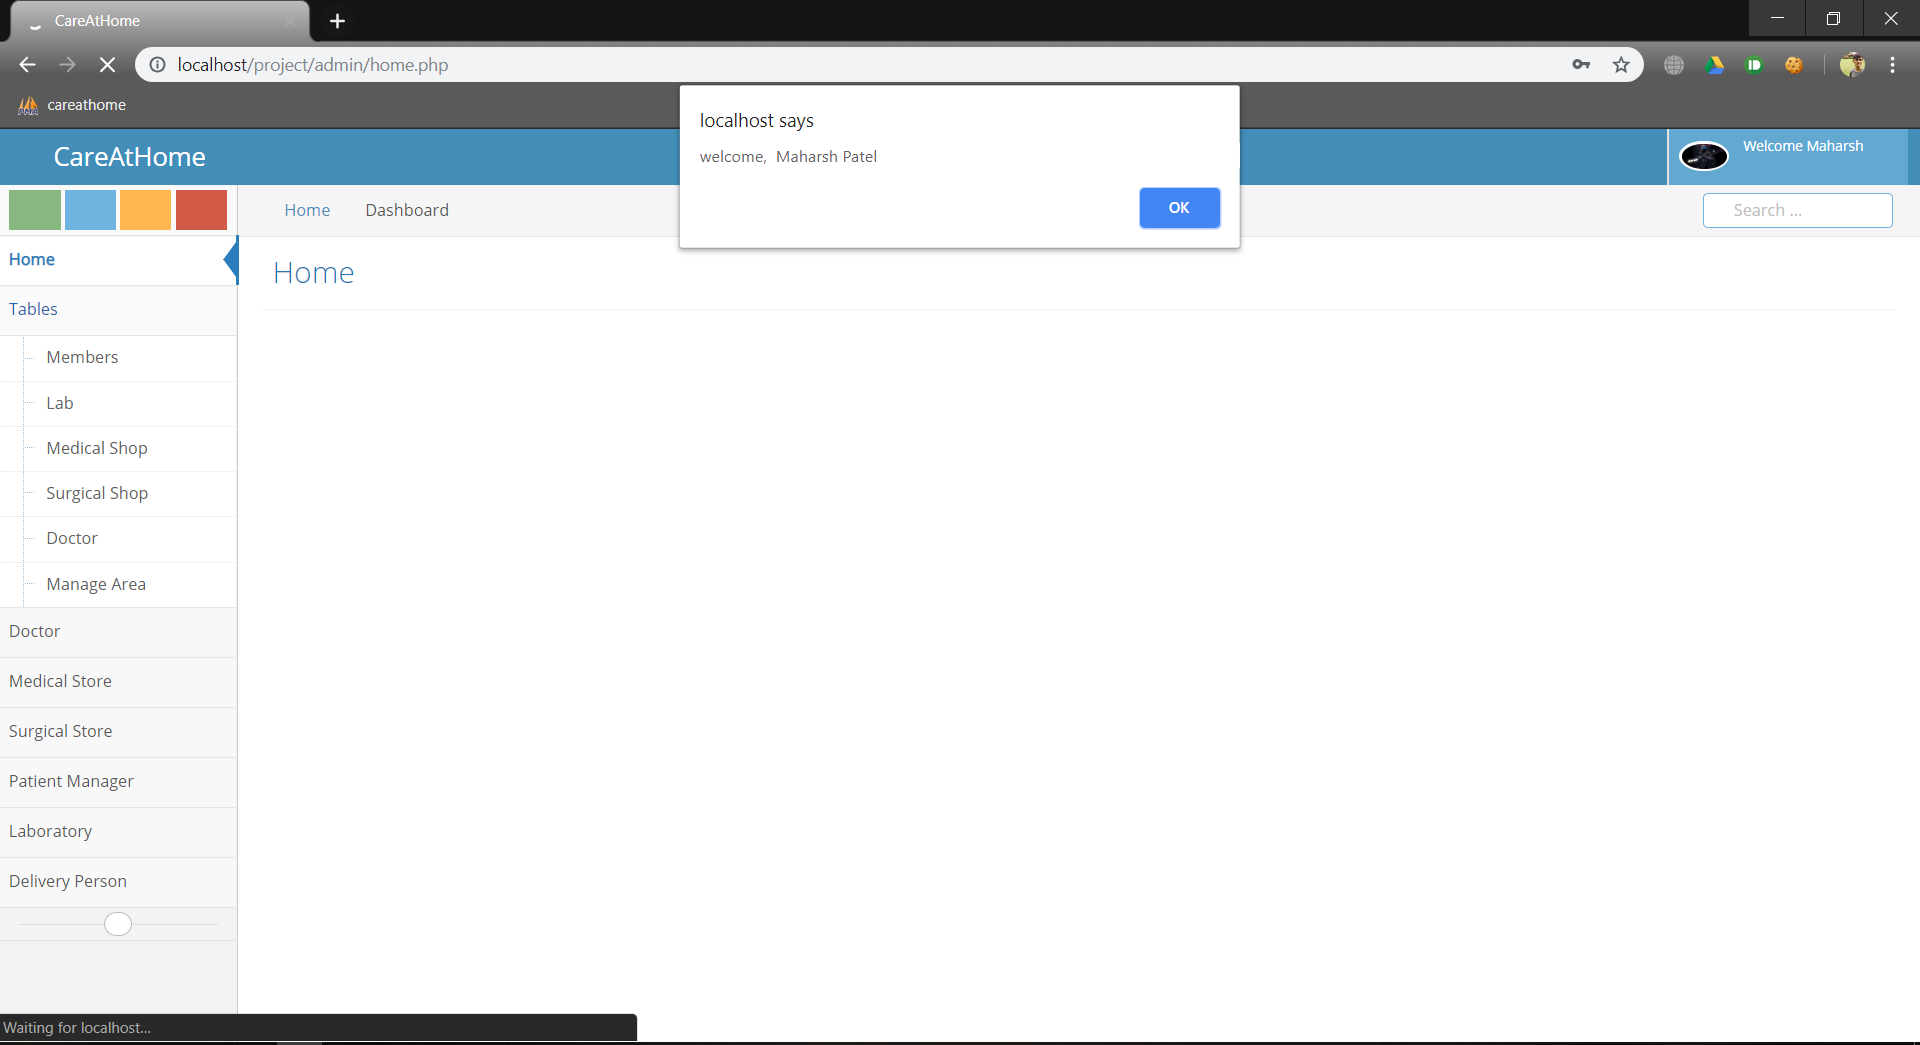 CareAtHome
localhost/project/admin/home.php
careathome
localhost says
welcome,  Maharsh Patel
OK
CareAtHome
Welcome Maharsh
Home
Dashboard
Search ...
Home
Home
Tables
Members
Lab
Medical Shop
Surgical Shop
Doctor
Manage Area
Doctor
Medical Store
Surgical Store
Patient Manager
Laboratory
Delivery Person
Waiting for localhost...